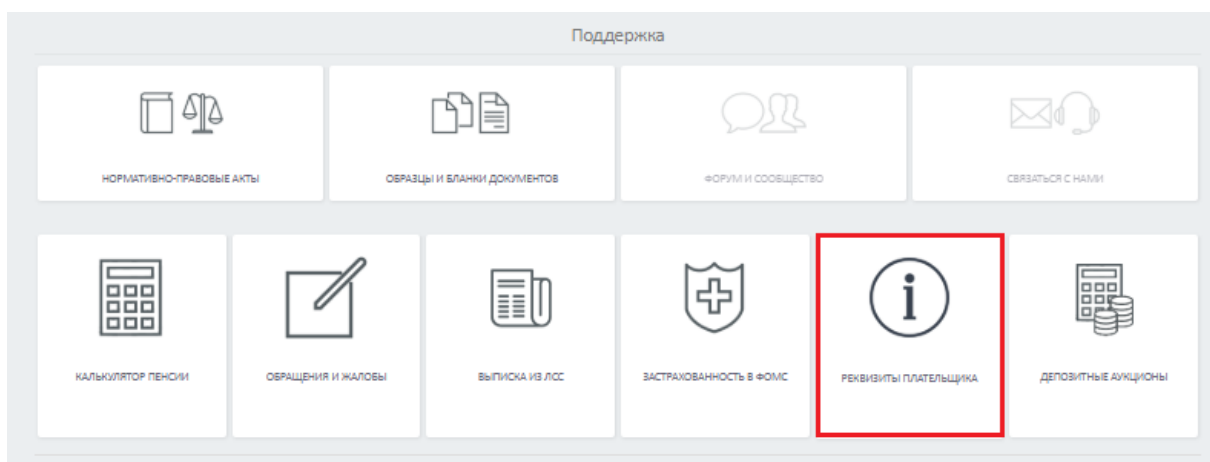 Поддержка
НОРМАТИВНО-ПРАВОВЫЕ АКТЫ
ОБРАЗЦЫ И БЛАНКИ ДОКУМЕНТОВ
ФОРУМ И СООБЩЕСТВО
СВЯЗАТЬСЯ С НАМИ
КАЛЬКУЛЯТОР ПЕНСИИ
ОБРАЩЕНИЯ И ЖАЛОБЫ
ВЫПИСКА ИЗ ЛСС
ЗАСТРАХОВАННОСТЬ В ФОМС
РЕКВИЗИТЫ ПЛАТЕЛЬЩИКА
ДЕПОЗИТНЫЕ АУКЦИОНЫ